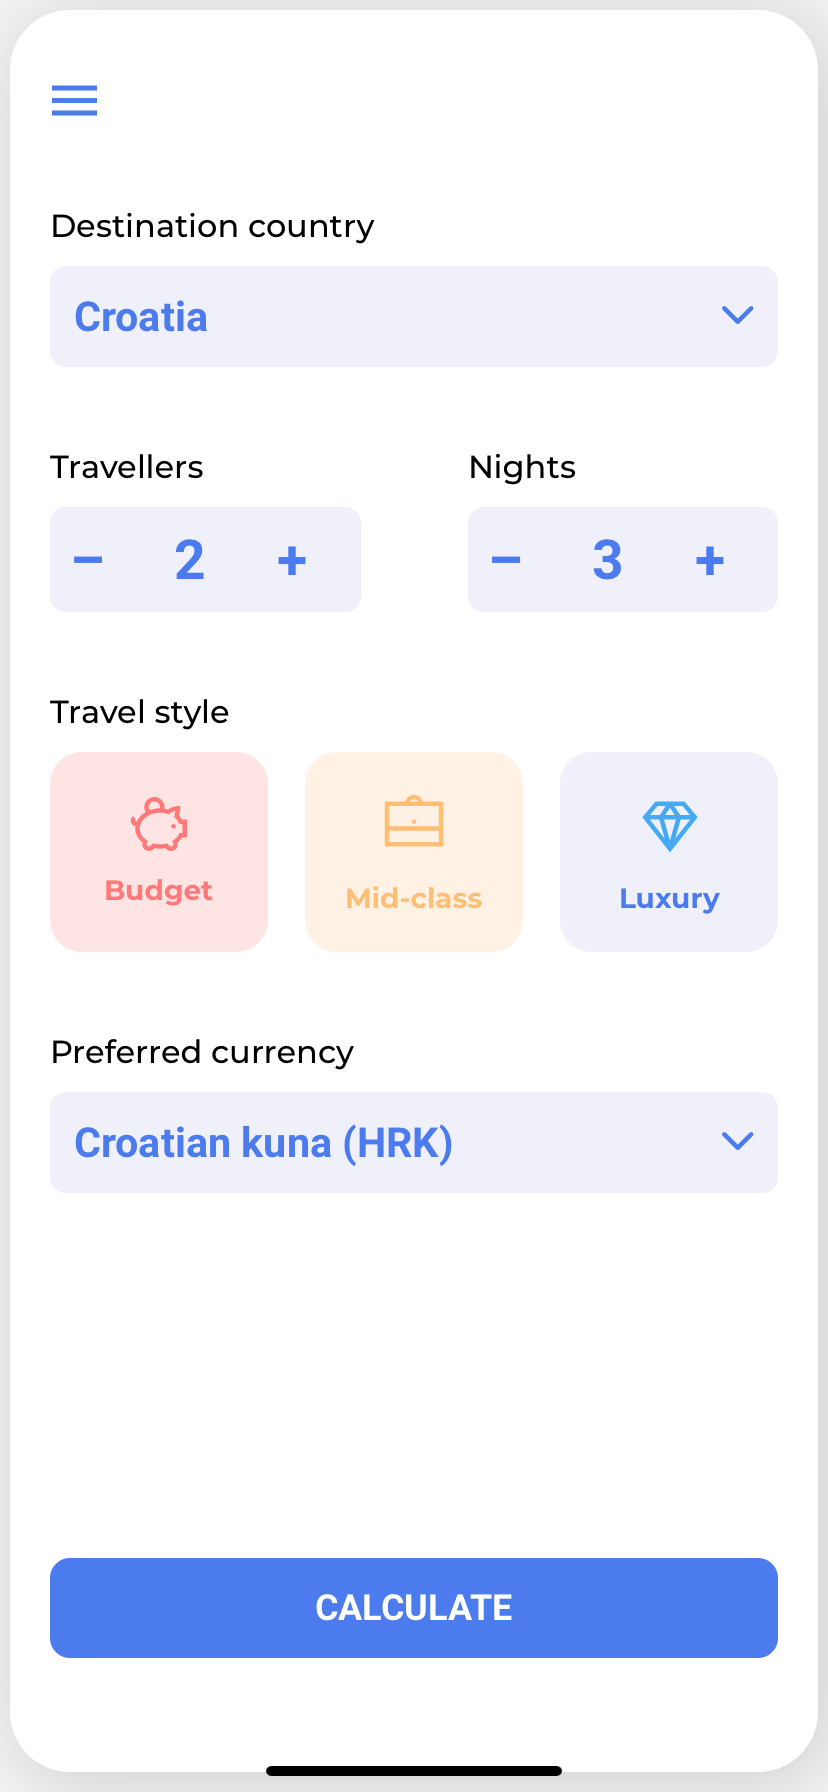 Destination country
Croatia
Travellers
Nights
– 2 +
– 3 +
Travel style
Budget
Mid-class
Luxury
Preferred currency
Croatian kuna (HRK)
CALCULATE